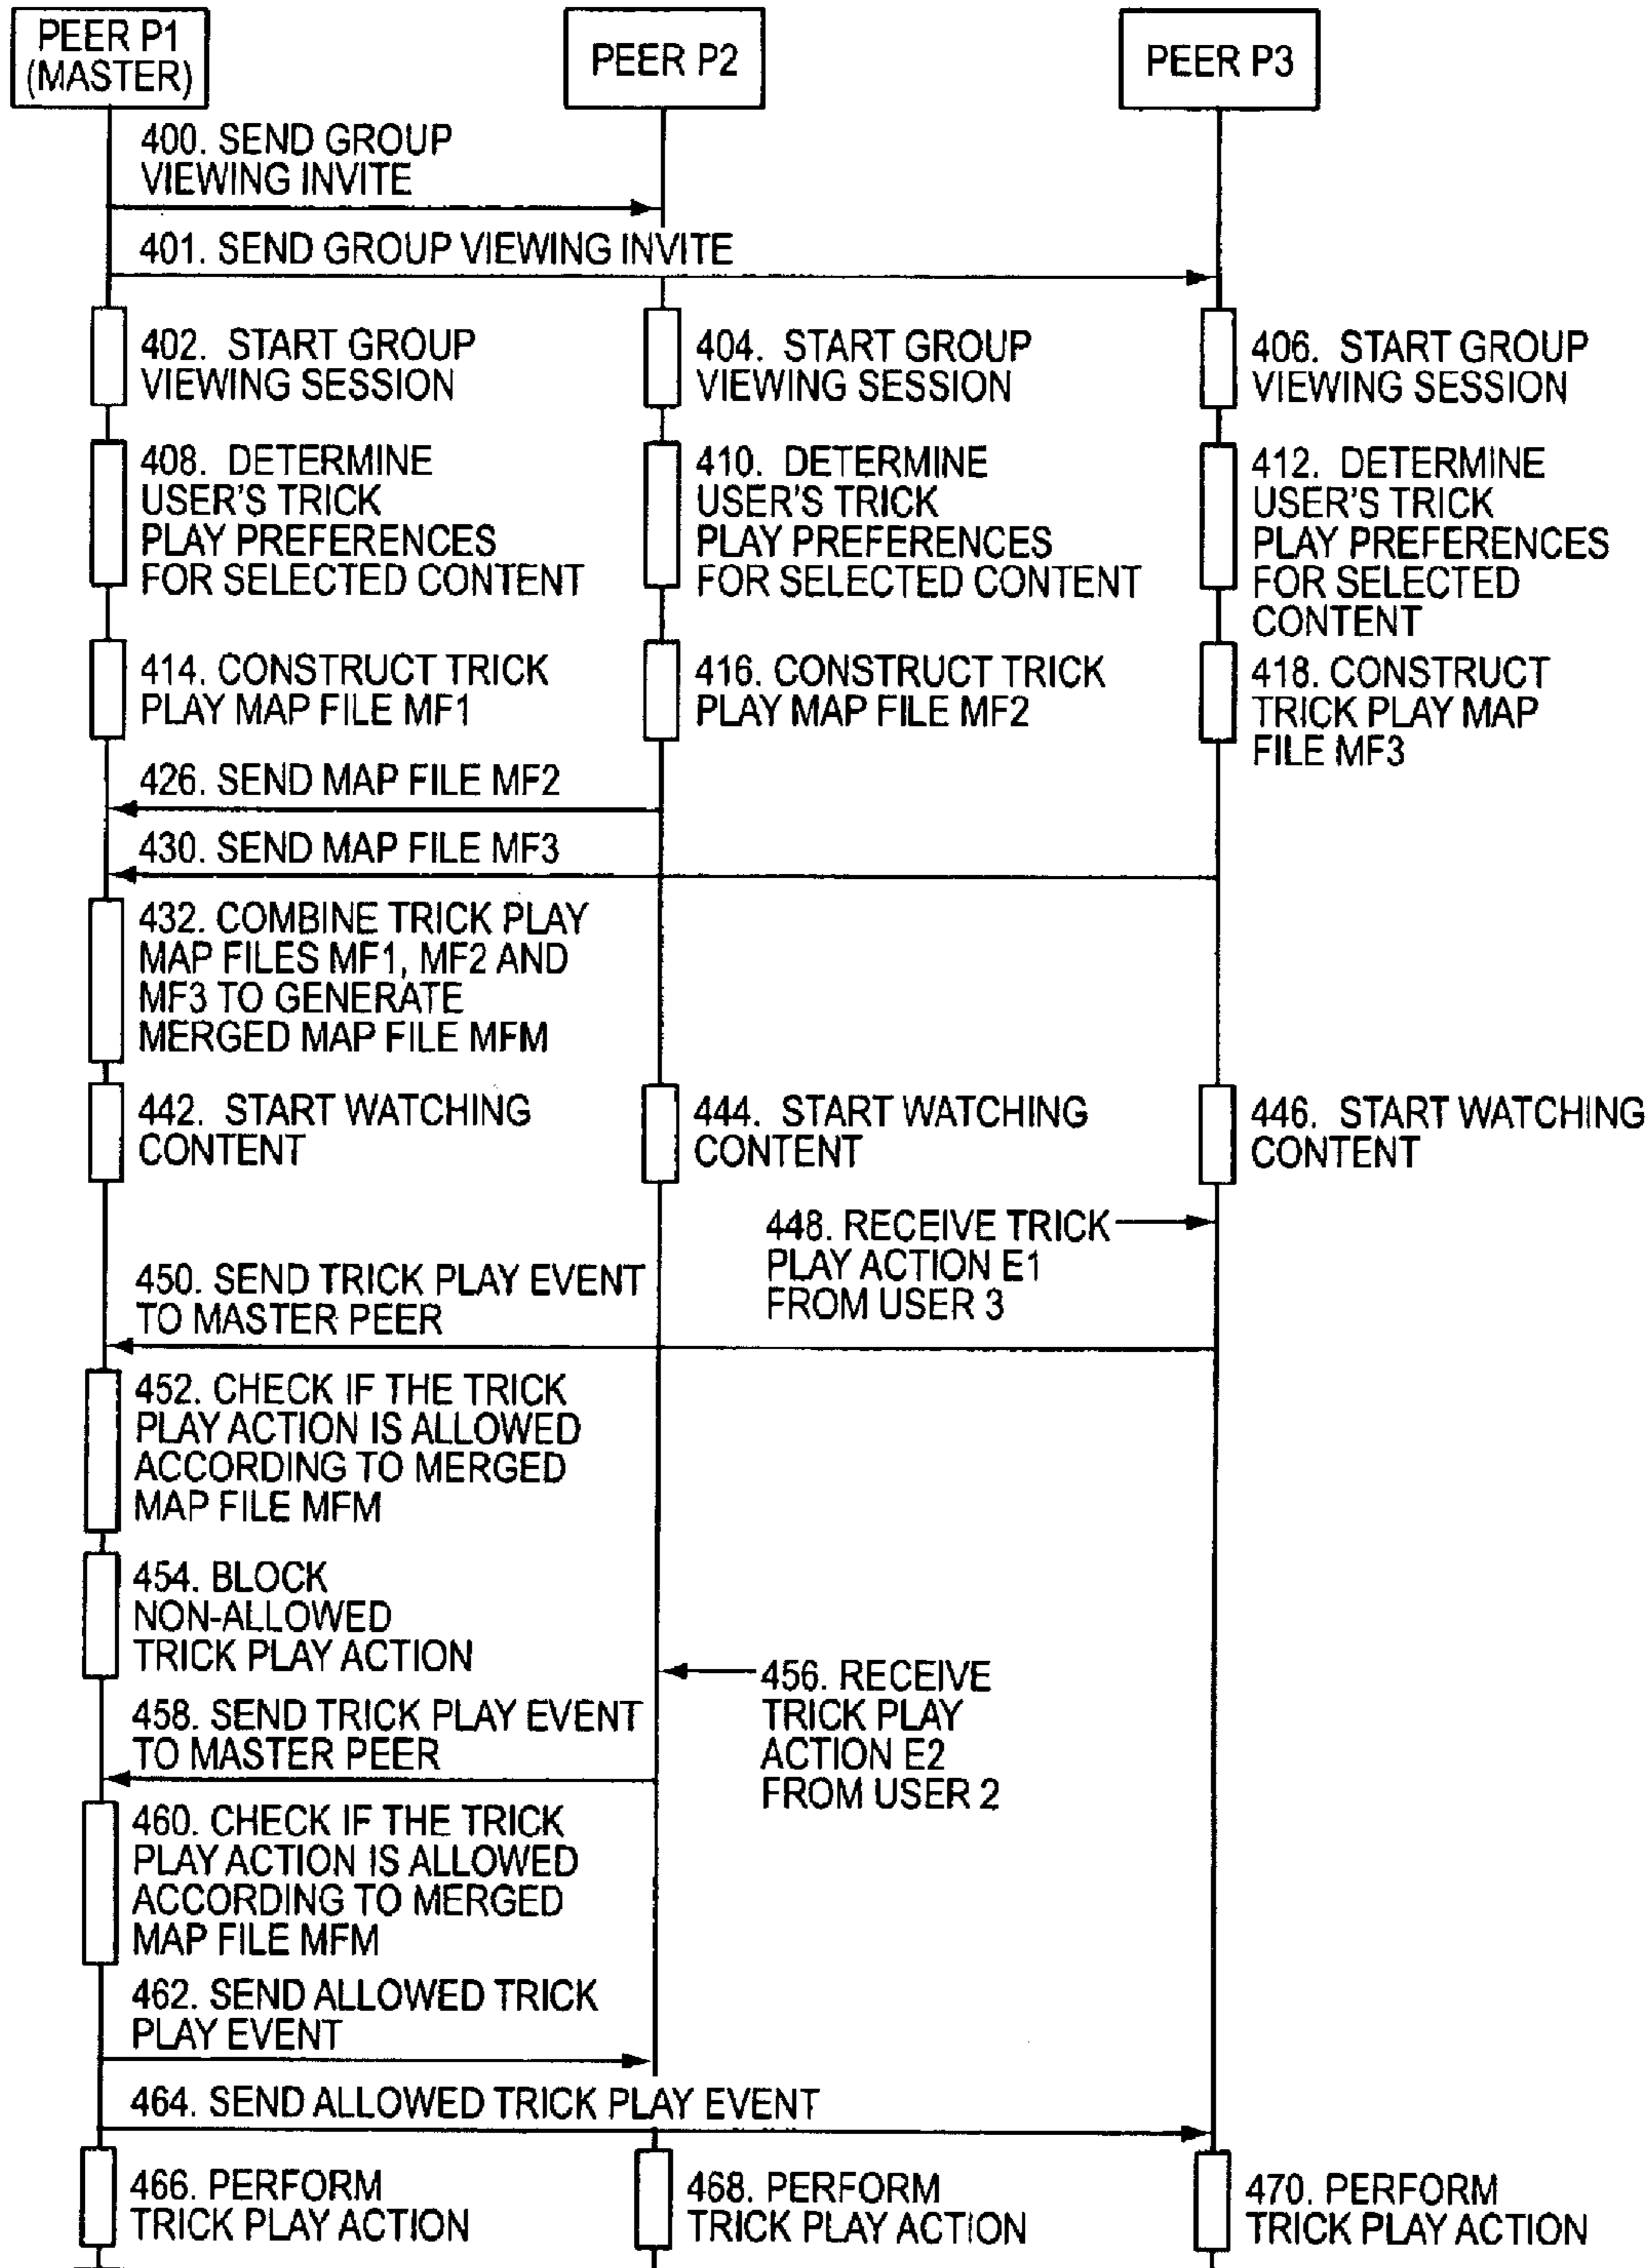 PEER P1
(MASTER)
PEER P2
PEER P3
400. SEND GROUP
VIEWING INVITE
401. SEND GROUP VIEWING INVITE
402. START GROUP
VIEWING SESSION
404. START GROUP
VIEWING SESSION
406. START GROUP
VIEWING SESSION
408. DETERMINE
USER'S TRICK
PLAY PREFERENCES
FOR SELECTED CONTENT
410. DETERMINE
USER'S TRICK
PLAY PREFERENCES
FOR SELECTED CONTENT
412. DETERMINE
USER'S TRICK
PLAY PREFERENCES
FOR SELECTED
CONTENT
414. CONSTRUCT TRICK
PLAY MAP FILE MF1
416. CONSTRUCT TRICK
PLAY MAP FILE MF2
418. CONSTRUCT
TRICK PLAY MAP
FILE MF3
426. SEND MAP FILE MF2
430. SEND MAP FILE MF3
432. COMBINE TRICK PLAY
MAP FILES MF1, MF2 AND
MF3 TO GENERATE
MERGED MAP FILE MFM
442. START WATCHING
CONTENT
444. START WATCHING
CONTENT
446. START WATCHING
CONTENT
448. RECEIVE TRICK
PLAY ACTION E1
FROM USER 3
450. SEND TRICK PLAY EVENT
TO MASTER PEER
452. CHECK IF THE TRICK
PLAY ACTION IS ALLOWED
ACCORDING TO MERGED
MAP FILE MFM
454. BLOCK
NON-ALLOWED
TRICK PLAY ACTION
456. RECEIVE
TRICK PLAY
ACTION E2
FROM USER 2
458. SEND TRICK PLAY EVENT
TO MASTER PEER
460. CHECK IF THE TRICK
PLAY ACTION IS ALLOWED
ACCORDING TO MERGED
MAP FILE MFM
462. SEND ALLOWED TRICK
PLAY EVENT
464. SEND ALLOWED TRICK PLAY EVENT
466. PERFORM
TRICK PLAY ACTION
468. PERFORM
TRICK PLAY ACTION
470. PERFORM
TRICK PLAY ACTION